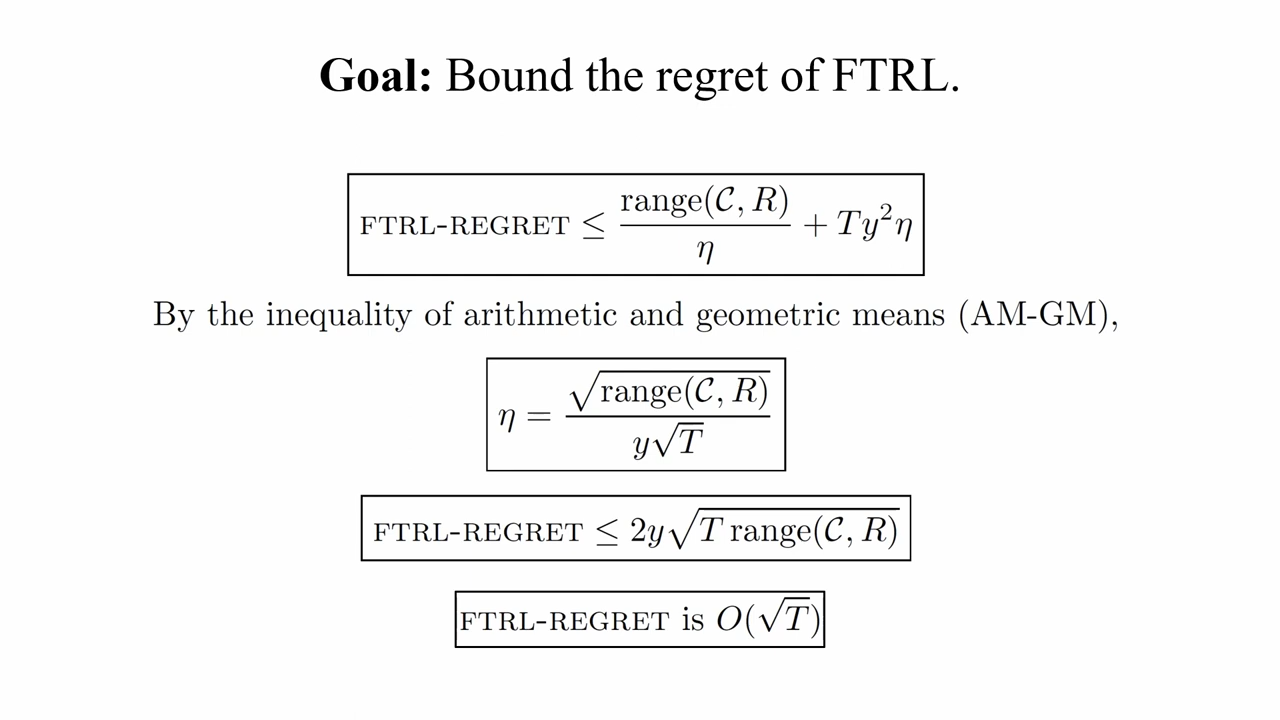 Goal: Bound the regret of FTRL.
FTRL-REGRET ≤ range(𝒞, R) / η + Ty²η
By the inequality of arithmetic and geometric means (AM-GM),
η = √range(𝒞, R) / y√T
FTRL-REGRET ≤ 2y√(T range(𝒞, R))
FTRL-REGRET is O(√T)